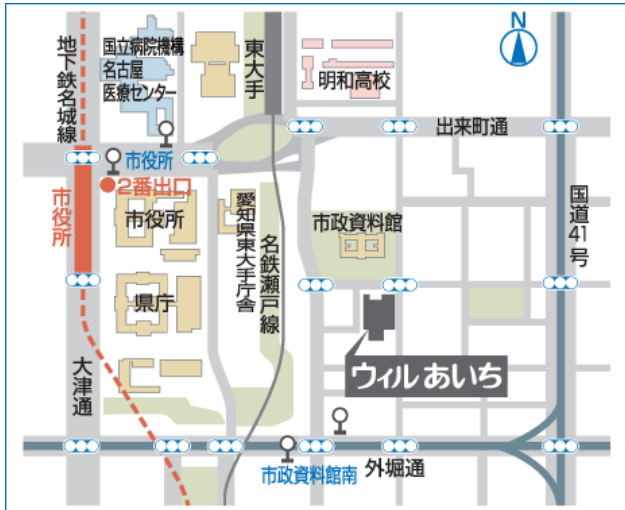 N
地下鉄名城線
国立病院機構
名古屋
医療センター
東大手
明和高校
出来町通
市役所
2番出口
市役所
市役所
愛知県東大手庁舎
名鉄瀬戸線
市政資料館
国道41号
県庁
ウィルあいち
大津通
市政資料館南
外堀通